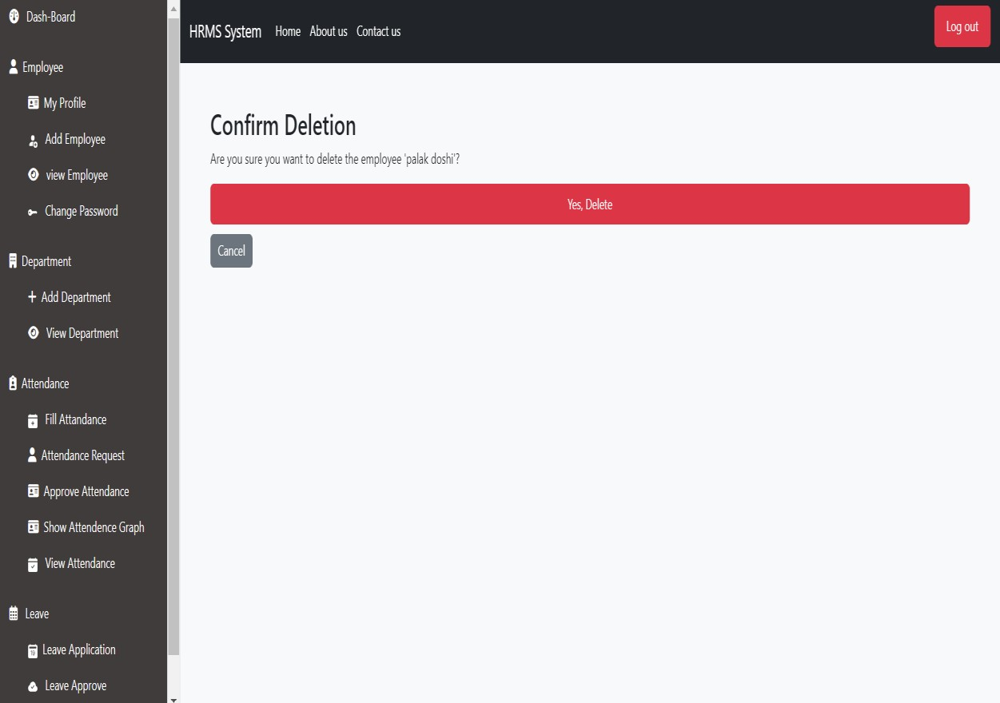 Dash-Board
Employee
My Profile
Add Employee
view Employee
Change Password
Department
Add Department
View Department
Attendance
Fill Attandance
Attendance Request
Approve Attendance
Show Attendence Graph
View Attendance
Leave
Leave Application
Leave Approve
HRMS System Home About us Contact us
Log out
Confirm Deletion
Are you sure you want to delete the employee 'palak doshi'?
Yes, Delete
Cancel